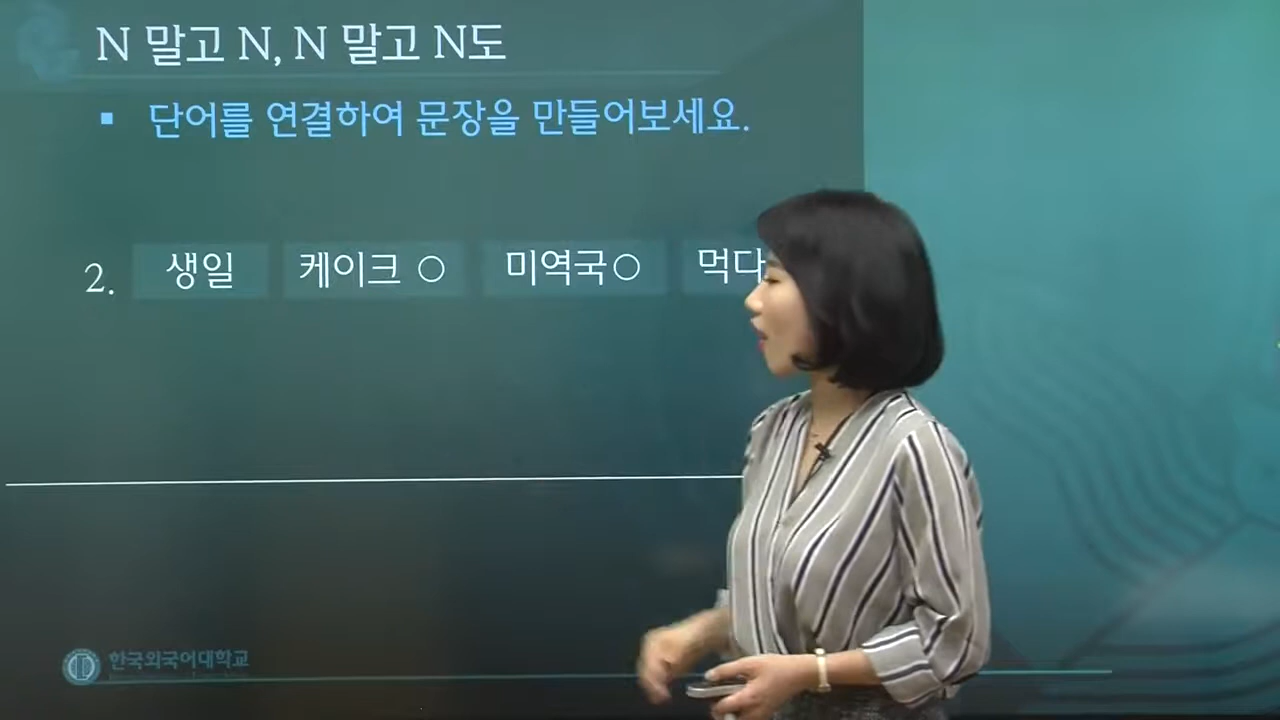 N 말고 N, N 말고 N도
▪ 단어를 연결하여 문장을 만들어보세요.
2. 생일 케이크 ○ 미역국○ 먹다
한국외국어대학교